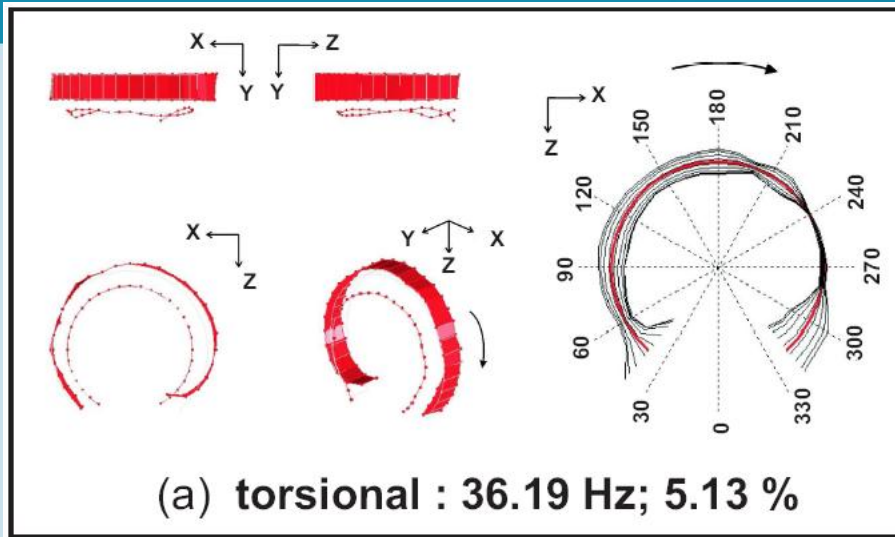 X Z
Y Y
X
Z
180
150 210
120 240
X
Z
Y X
Z
90 270
60 300
30 330
0
(a) torsional : 36.19 Hz; 5.13 %